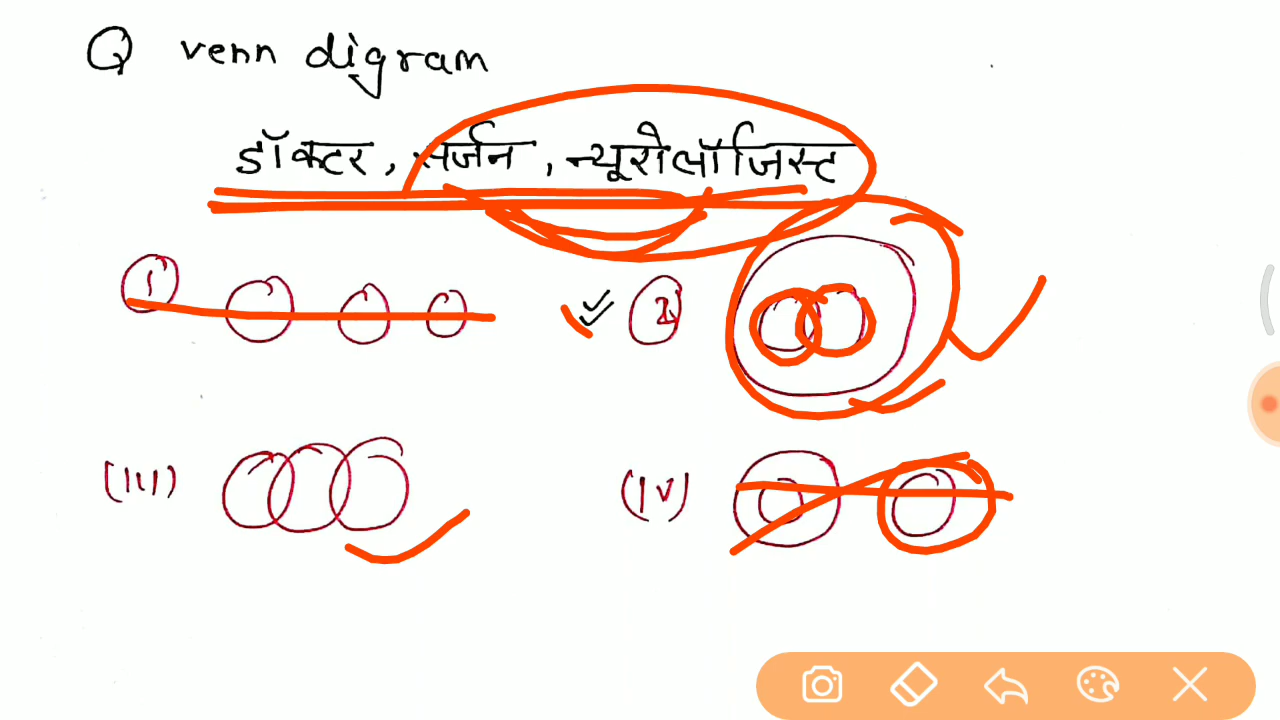 Q venn digram
डॉक्टर, सर्जन, न्यूरोलॉजिस्ट
1
2
(III)
(IV)